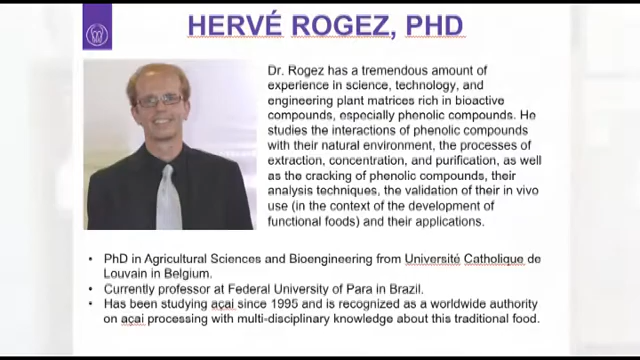 HERVÉ ROGEZ, PHD
Dr. Rogez has a tremendous amount of
experience in science, technology, and
engineering plant matrices rich in bioactive
compounds, especially phenolic compounds. He
studies the interactions of phenolic compounds
with their natural environment, the processes of
extraction, concentration, and purification, as well
as the cracking of phenolic compounds, their
analysis techniques, the validation of their in vivo
use (in the context of the development of
functional foods) and their applications.
• PhD in Agricultural Sciences and Bioengineering from Université Catholique de
Louvain in Belgium.
• Currently professor at Federal University of Para in Brazil.
• Has been studying açai since 1995 and is recognized as a worldwide authority
on açai processing with multi-disciplinary knowledge about this traditional food.